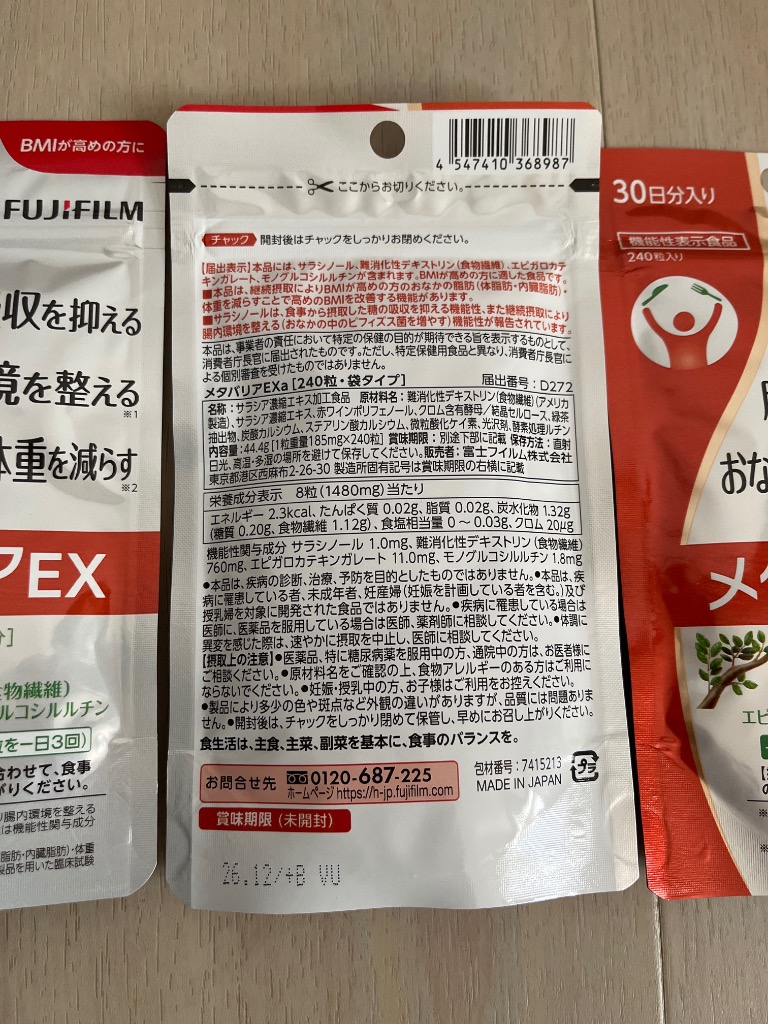 BMIが高めの方に
FUJIFILM
収を抑える
境を整える
※1
体重を減らす
※2
アEX
分]
食物繊維)
ルコシルルチン
粒を一日3回)
合わせて、食事
がりください。
腸内環境を整える
は機能性関与成分
脂肪・内臓脂肪)・体重
製品を用いた臨床試験
4 547410 368987
ここからお切りください。
チャック 開封後はチャックをしっかりお閉めください。
【届出表示】本品には、サラシノール、難消化性デキストリン(食物繊維)、エピガロカテ
キンガレート、モノグルコシルルチンが含まれます。BMIが高めの方に適した食品です。
■本品は、継続摂取によりBMIが高めの方のおなかの脂肪(体脂肪・内臓脂肪)・
体重を減らすことで高めのBMIを改善する機能があります。
■サラシノールは、食事から摂取した糖の吸収を抑える機能性、また継続摂取により
腸内環境を整える(おなかの中のビフィズス菌を増やす)機能性が報告されています。
本品は、事業者の責任において特定の保健の目的が期待できる旨を表示するものとして、
消費者庁長官に届出されたものです。ただし、特定保健用食品と異なり、消費者庁長官に
よる個別審査を受けたものではありません。
メタバリアEXa [240粒・袋タイプ] 届出番号:D272
名称:サラシア濃縮エキス加工食品 原材料名:難消化性デキストリン(食物繊維)(アメリカ
製造)、サラシア濃縮エキス、赤ワインポリフェノール、クロム含有酵母/結晶セルロース、緑茶
抽出物、炭酸カルシウム、ステアリン酸カルシウム、微粒酸化ケイ素、光沢剤、酵素処理ルチン
内容量:44.4g[1粒重量185mg×240粒] 賞味期限:別途下部に記載 保存方法:直射
日光、高温・多湿の場所を避けて保存してください。販売者:富士フイルム株式会社
東京都港区西麻布2-26-30 製造所固有記号は賞味期限の右横に記載
栄養成分表示 8粒(1480mg)当たり
エネルギー 2.3kcal、たんぱく質 0.02g、脂質 0.02g、炭水化物 1.32g
(糖質 0.20g、食物繊維 1.12g)、食塩相当量 0〜0.03g、クロム 20μg
機能性関与成分 サラシノール 1.0mg、難消化性デキストリン(食物繊維)
760mg、エピガロカテキンガレート 11.0mg、モノグルコシルルチン 1.8mg
●本品は、疾病の診断、治療、予防を目的としたものではありません。●本品は、疾
病に罹患している者、未成年者、妊産婦(妊娠を計画している者を含む。)及び
授乳婦を対象に開発された食品ではありません。●疾病に罹患している場合は
医師に、医薬品を服用している場合は医師、薬剤師に相談してください。●体調に
異変を感じた際は、速やかに摂取を中止し、医師に相談してください。
【摂取上の注意】●医薬品、特に糖尿病薬を服用中の方、通院中の方は、お医者様に
ご相談ください。●原材料名をご確認の上、食物アレルギーのある方はご利用に
ならないでください。●妊娠・授乳中の方、お子様はご利用をお控えください。
●製品により多少の色や斑点など外観の違いがありますが、品質には問題ありま
せん。●開封後は、チャックをしっかり閉めて保管し、早めにお召し上がりください。
食生活は、主食、主菜、副菜を基本に、食事のバランスを。
お問合せ先 0120-687-225
ホームページ https://h-jp.fujifilm.com
包材番号:7415213
MADE IN JAPAN
プラ
賞味期限(未開封)
26.12/+B VU
30日分入り
機能性表示食品
240粒入り
おな
メタ
エピ